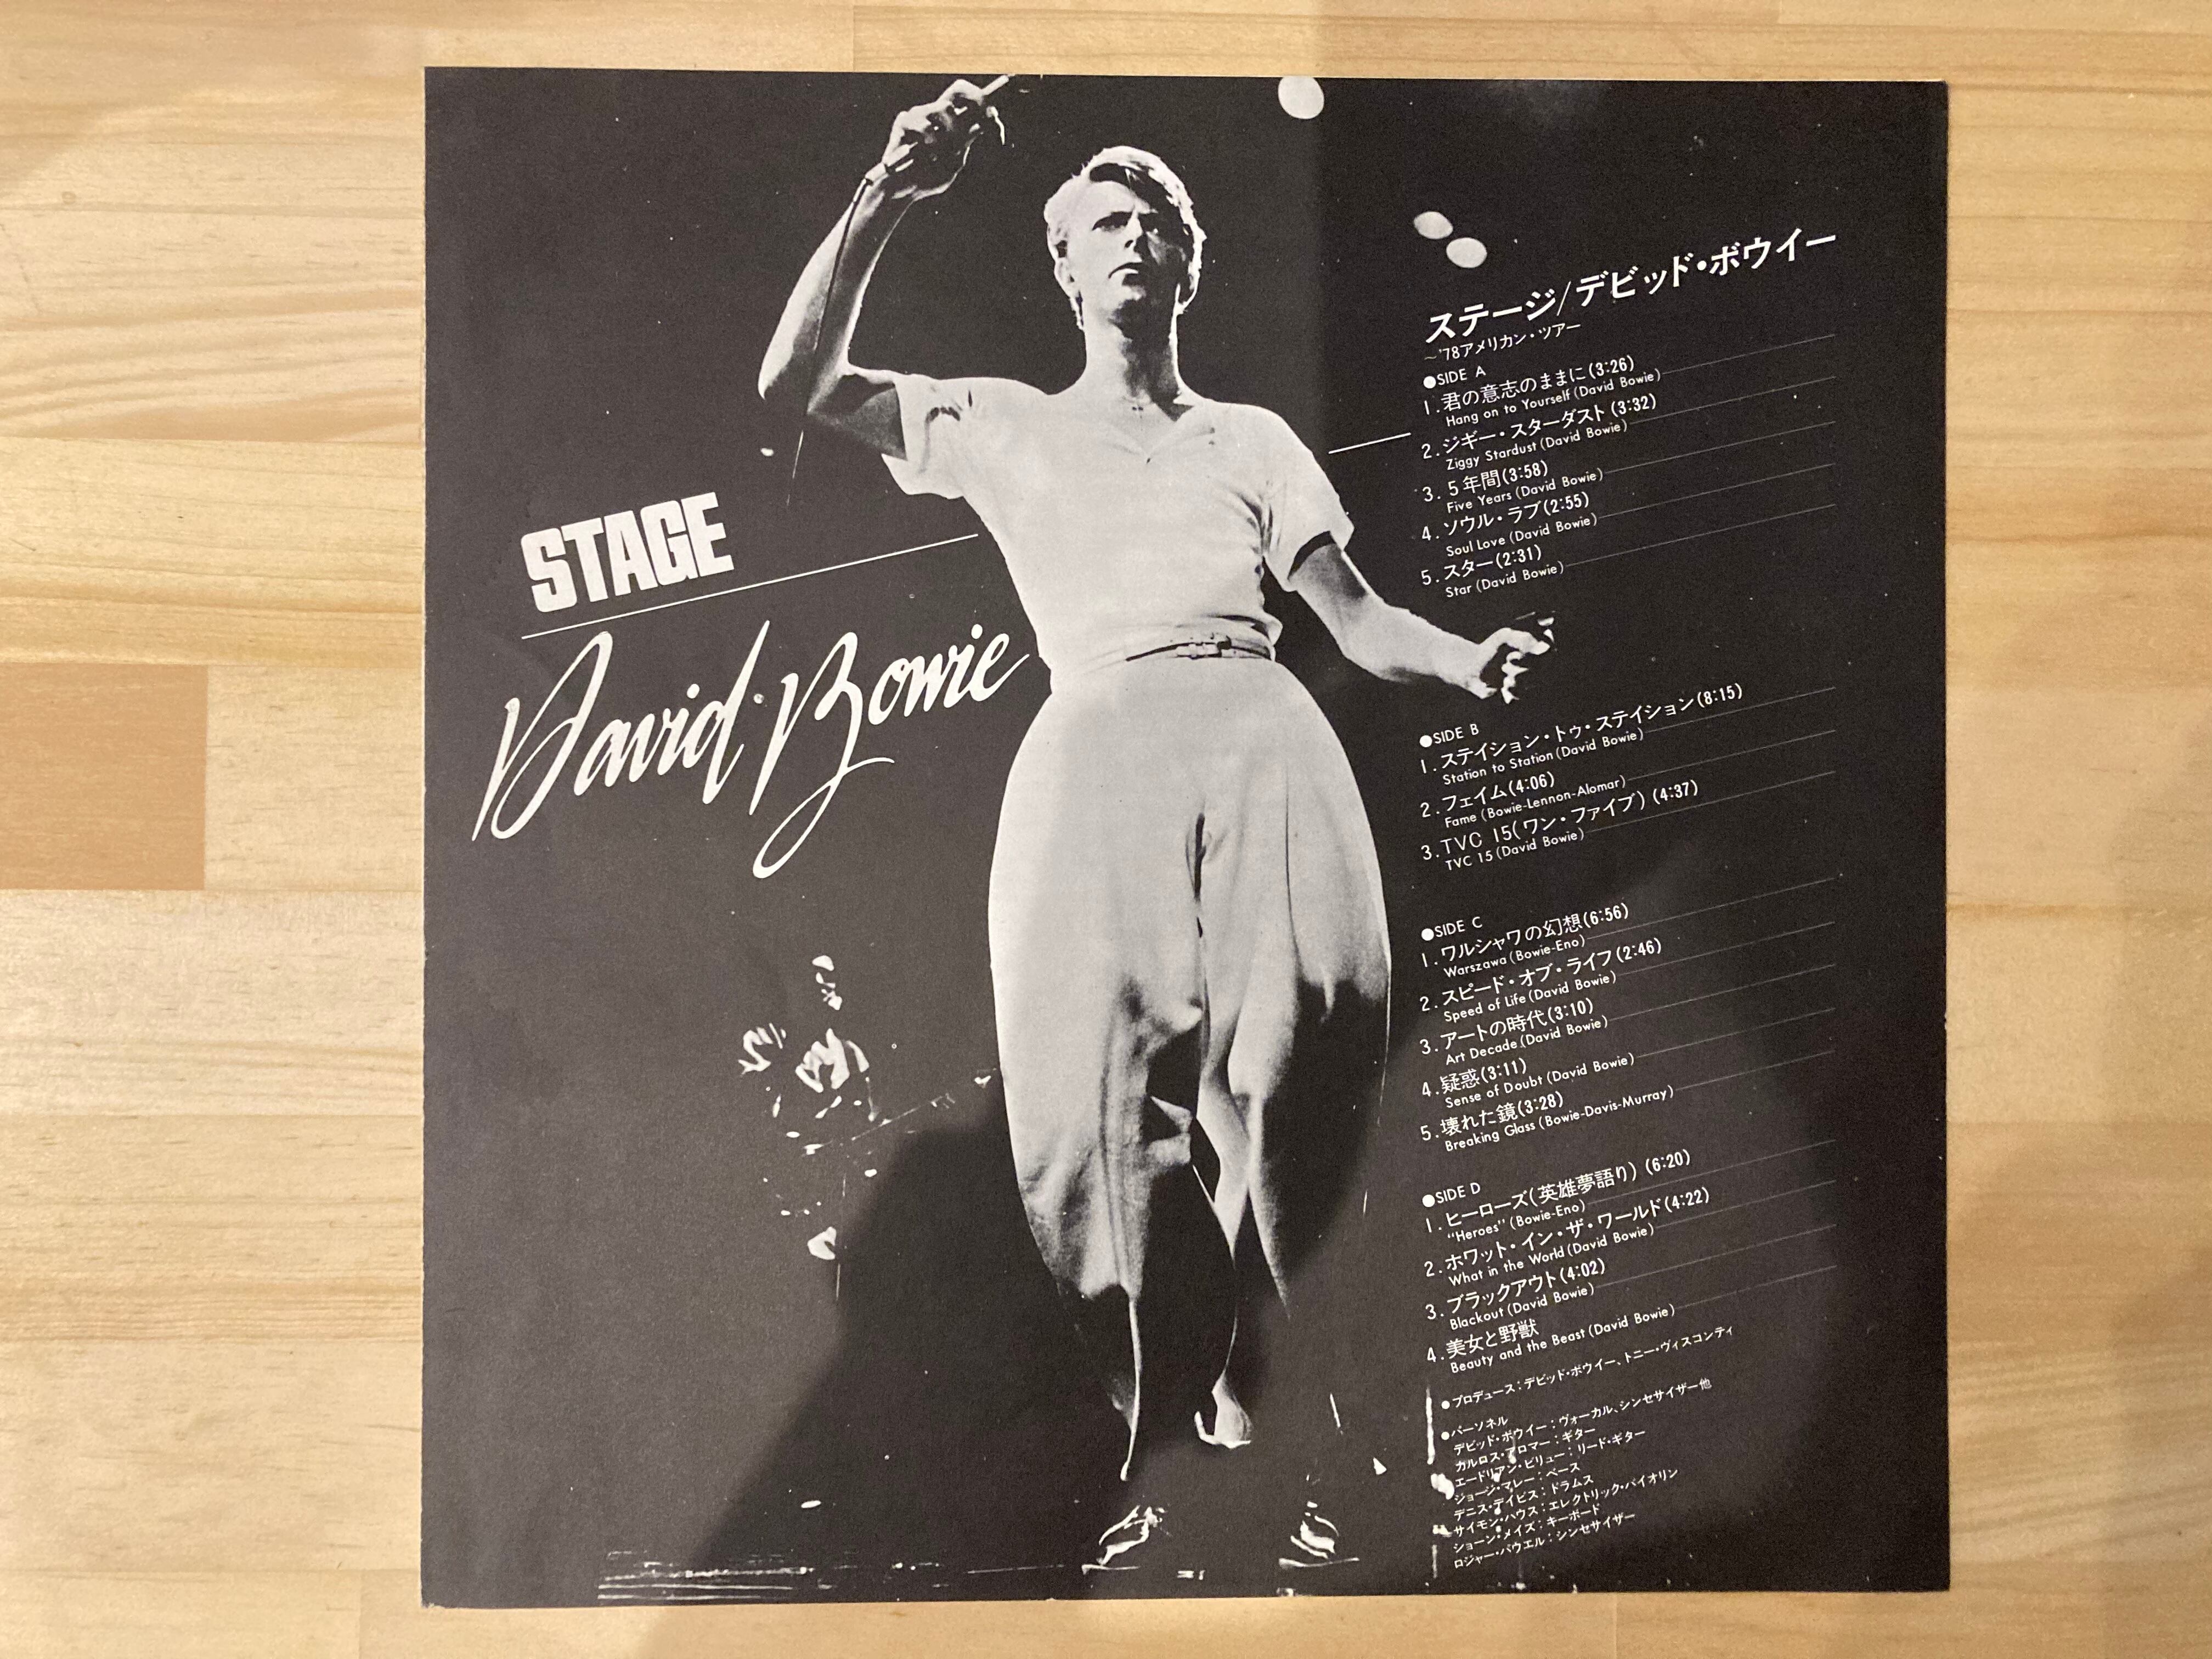 STAGE
David Bowie
ステージ/デビッド・ボウイー
～'78アメリカン・ツアー
●SIDE A
1.君の意志のままに(3:26)
Hang on to Yourself (David Bowie)
2.ジギー・スターダスト(3:32)
Ziggy Stardust (David Bowie)
3.5年間(3:58)
Five Years (David Bowie)
4.ソウル・ラブ(2:55)
Soul Love (David Bowie)
5.スター(2:31)
Star (David Bowie)
●SIDE B
1.ステイション・トゥ・ステイション(8:15)
Station to Station (David Bowie)
2.フェイム(4:06)
Fame (Bowie-Lennon-Alomar)
3.TVC 15(ワン・ファイブ)(4:37)
TVC 15 (David Bowie)
●SIDE C
1.ワルシャワの幻想(6:56)
Warszawa (Bowie-Eno)
2.スピード・オブ・ライフ(2:46)
Speed of Life (David Bowie)
3.アートの時代(3:10)
Art Decade (David Bowie)
4.疑惑(3:11)
Sense of Doubt (David Bowie)
5.壊れた鏡(3:28)
Breaking Glass (Bowie-Davis-Murray)
●SIDE D
1.ヒーローズ(英雄夢語り)(6:20)
"Heroes" (Bowie-Eno)
2.ホワット・イン・ザ・ワールド(4:22)
What in the World (David Bowie)
3.ブラックアウト(4:02)
Blackout (David Bowie)
4.美女と野獣
Beauty and the Beast (David Bowie)
●プロデュース:デビッド・ボウイー、トニー・ヴィスコンティ
●パーソネル
デビッド・ボウイー:ヴォーカル、シンセサイザー他
カルロス・アロマー:ギター
エードリアン・ビリュー:リード・ギター
ジョージ・マレー:ベース
デニス・デイビス:ドラムス
サイモン・ハウス:エレクトリック・バイオリン
ショーン・メイズ:キーボード
ロジャー・パウエル:シンセサイザー